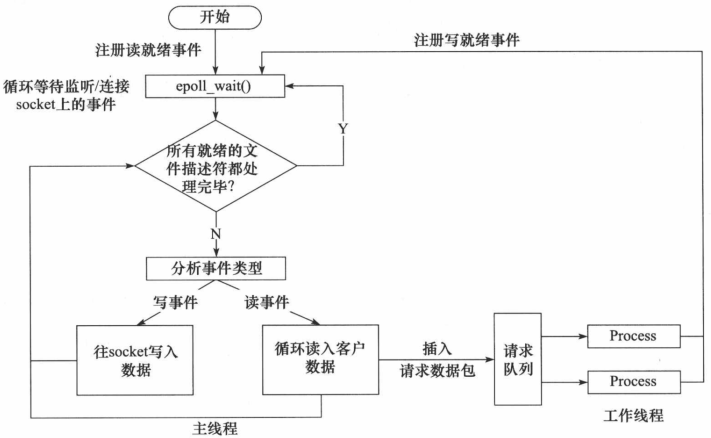 开始
注册读就绪事件
注册写就绪事件
循环等待监听/连接
socket上的事件
epoll_wait()
Y
所有就绪的文
件描述符都处
理完毕?
N
分析事件类型
写事件
读事件
往socket写入
数据
循环读入客户
数据
插入
请求数据包
请求
队列
Process
Process
主线程
工作线程